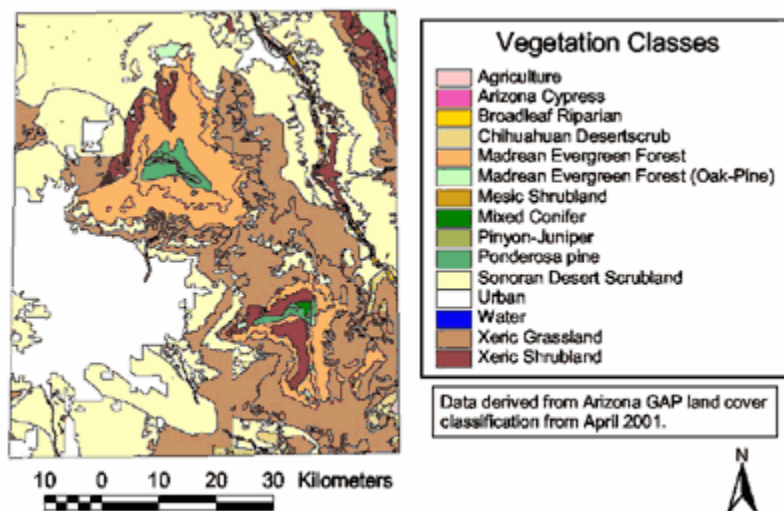 Vegetation Classes
Agriculture
Arizona Cypress
Broadleaf Riparian
Chihuahuan Desertscrub
Madrean Evergreen Forest
Madrean Evergreen Forest (Oak-Pine)
Mesic Shrubland
Mixed Conifer
Pinyon-Juniper
Ponderosa pine
Sonoran Desert Scrubland
Urban
Water
Xeric Grassland
Xeric Shrubland
Data derived from Arizona GAP land cover
classification from April 2001.
10 0 10 20 30 Kilometers
N